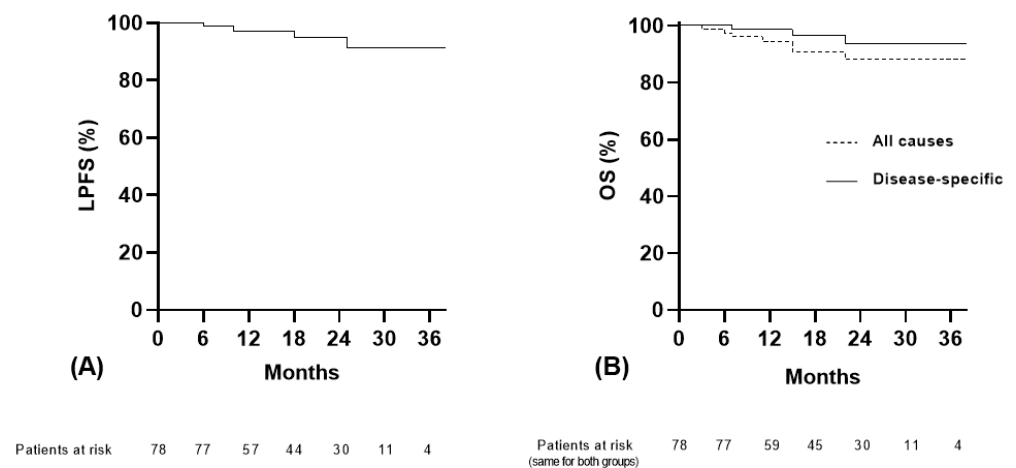 100
80
60
40
20
0
LPFS (%)
0 6 12 18 24 30 36
Months
(A)
Patients at risk 78 77 57 44 30 11 4
100
80
60
40
20
0
OS (%)
All causes
Disease-specific
0 6 12 18 24 30 36
Months
(B)
Patients at risk 78 77 59 45 30 11 4
(same for both groups)